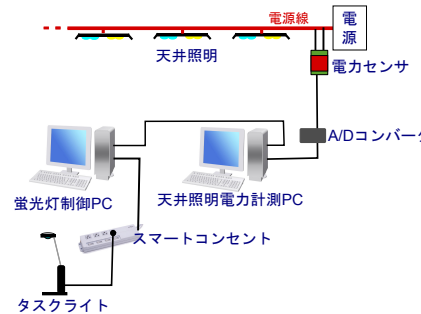 電源線
電
源
天井照明
電力センサ
A/Dコンバータ
蛍光灯制御PC
天井照明電力計測PC
スマートコンセント
タスクライト